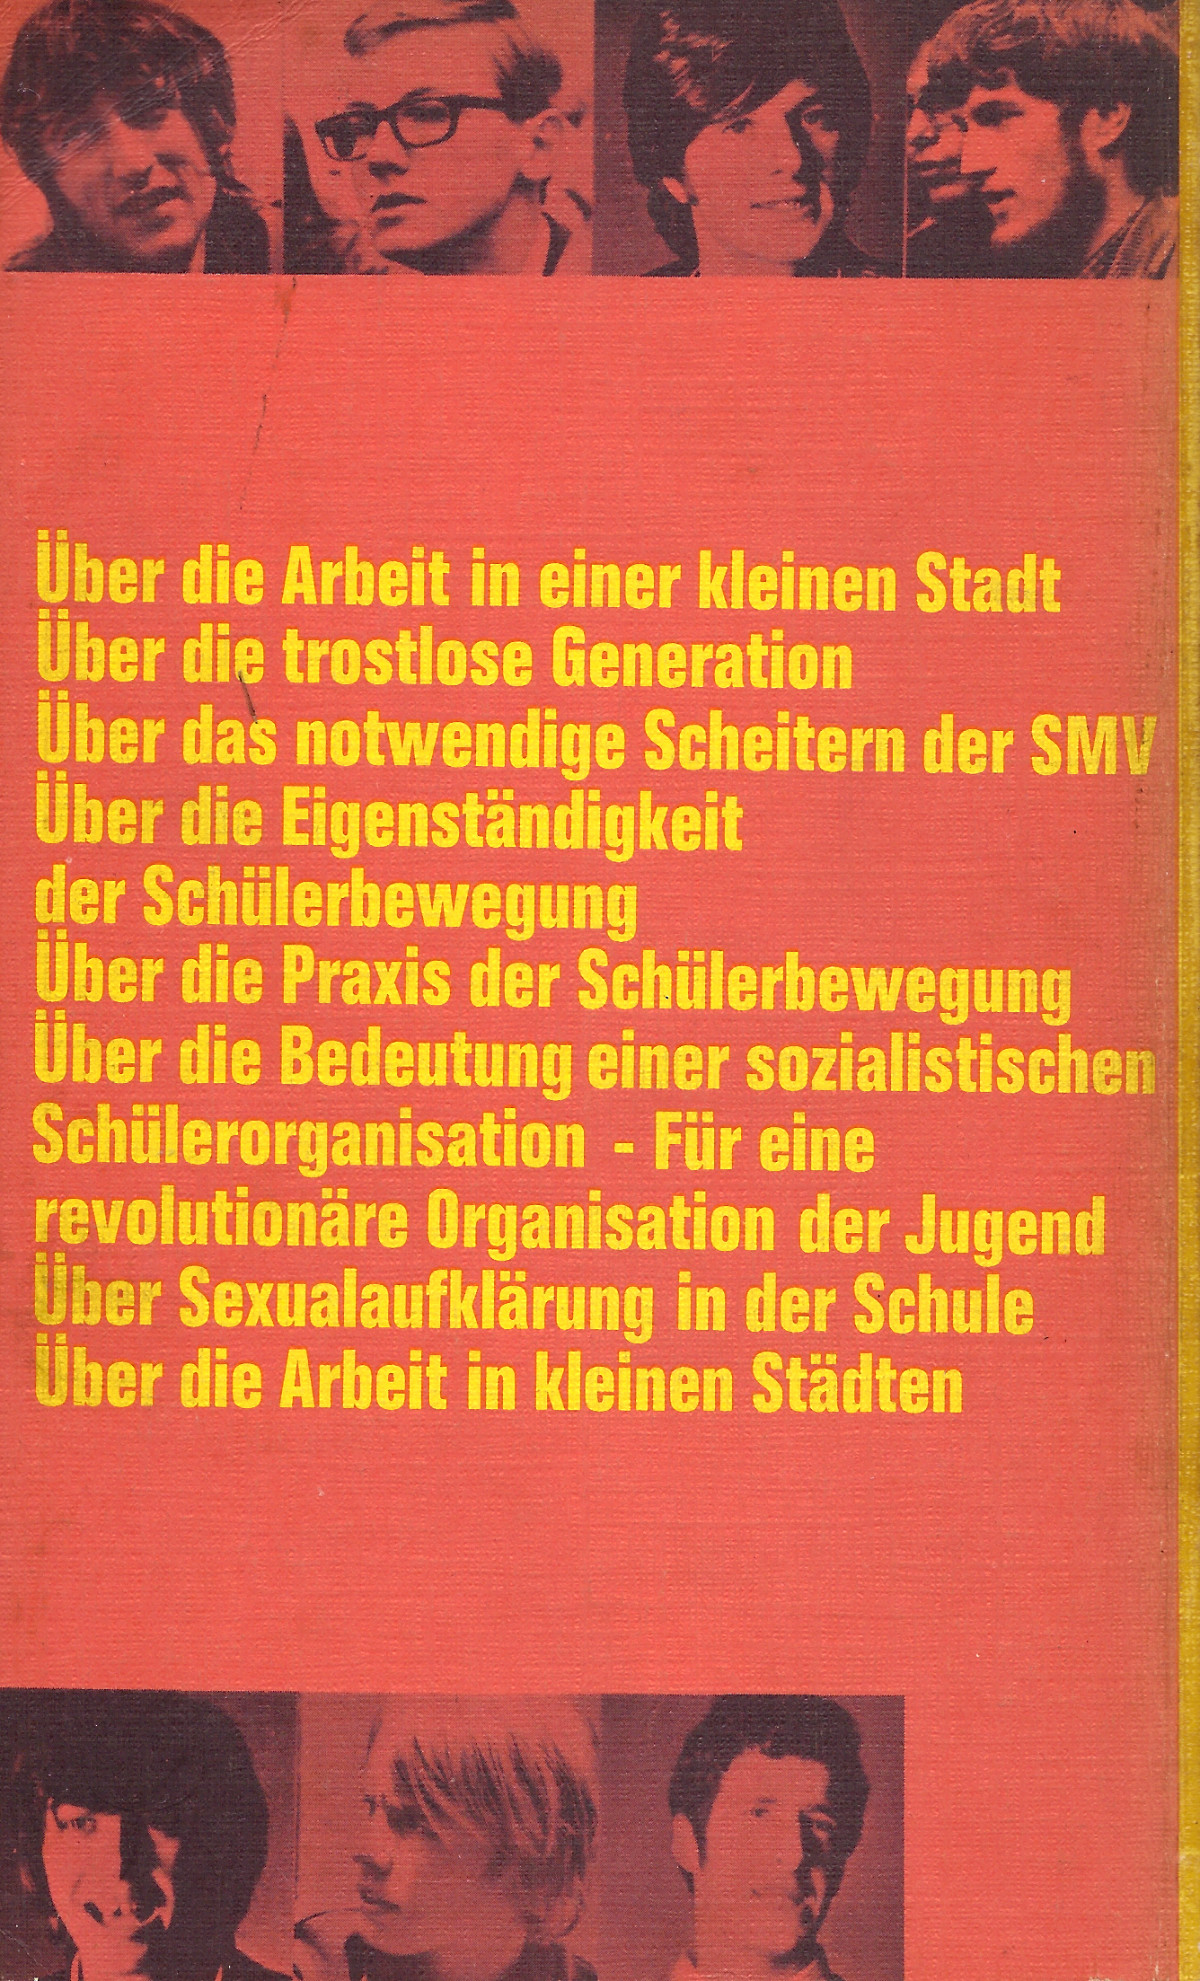 Über die Arbeit in einer kleinen Stadt
Über die trostlose Generation
Über das notwendige Scheitern der SMV
Über die Eigenständigkeit
der Schülerbewegung
Über die Praxis der Schülerbewegung
Über die Bedeutung einer sozialistischen
Schülerorganisation - Für eine
revolutionäre Organisation der Jugend
Über Sexualaufklärung in der Schule
Über die Arbeit in kleinen Städten